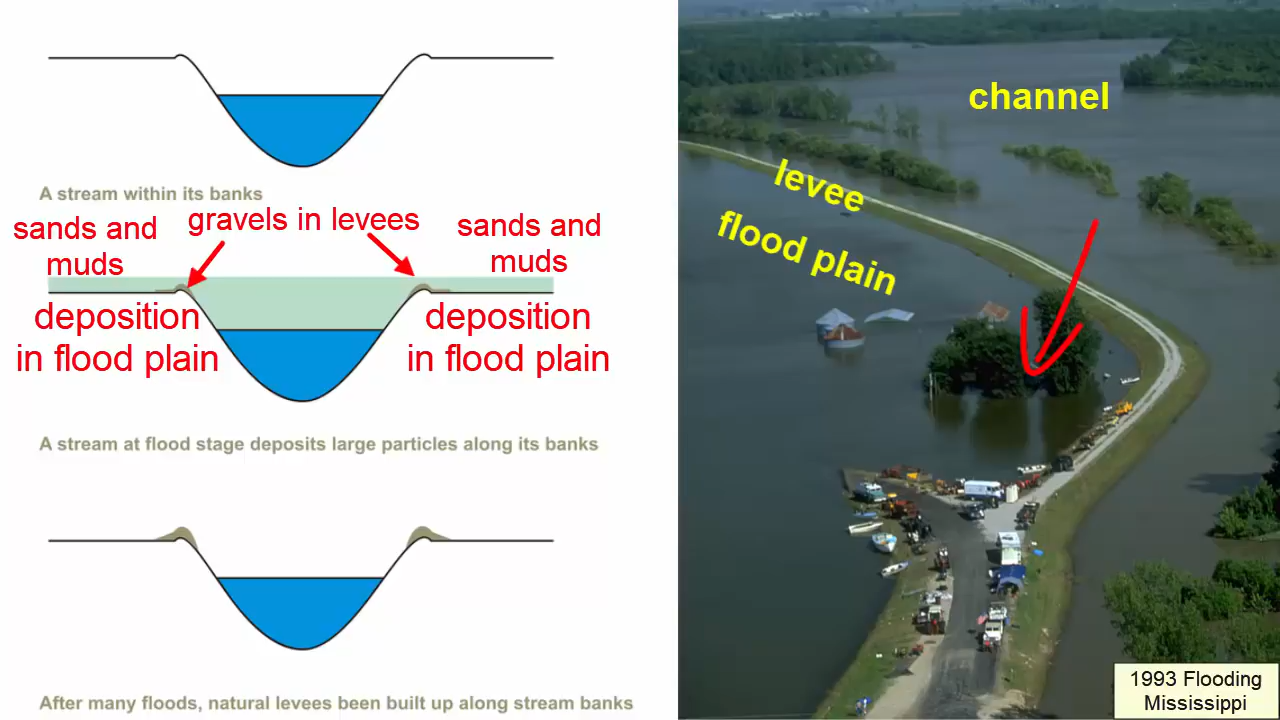 A stream within its banks
sands and
muds
gravels in levees
sands and
muds
deposition
in flood plain
deposition
in flood plain
A stream at flood stage deposits large particles along its banks
After many floods, natural levees been built up along stream banks
channel
levee
flood plain
1993 Flooding
Mississippi